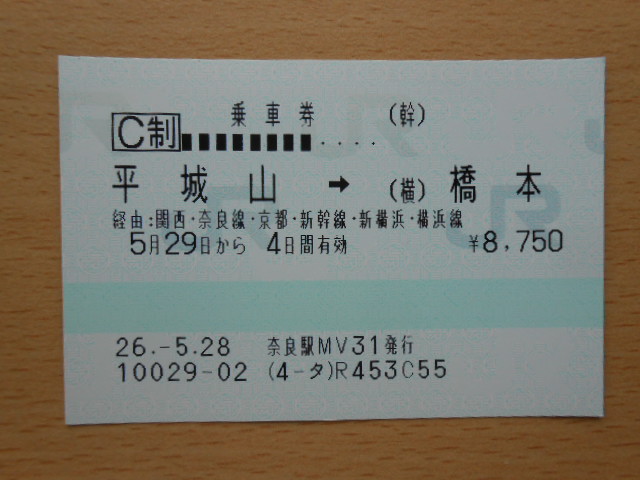 乗車券 (幹)
C制 ■■■■■■■■····
平城山 → (横) 橋本
経由:関西・奈良線・京都・新幹線・新横浜・横浜線
5月29日から 4日間有効 ¥8,750
26.-5.28 奈良駅MV31発行
10029-02 (4-タ)R453C55